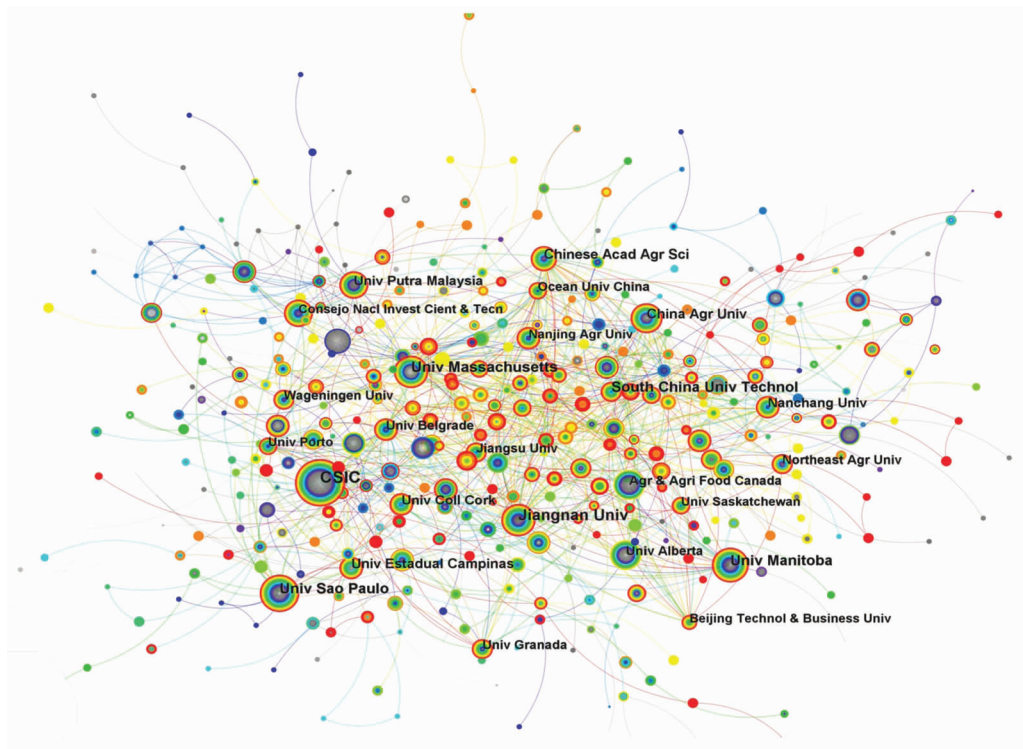 Chinese Acad Agr Sci
Univ Putra Malaysia
Ocean Univ China
Consejo Nacl Invest Cient & Tecn
China Agr Univ
Nanjing Agr Univ
Univ Massachusetts
South China Univ Technol
Wageningen Univ
Nanchang Univ
Univ Belgrade
Univ Porto
Jiangsu Univ
Northeast Agr Univ
CSIC
Agr & Agri Food Canada
Univ Coll Cork
Univ Saskatchewan
Jiangnan Univ
Univ Alberta
Univ Manitoba
Univ Estadual Campinas
Univ Sao Paulo
Beijing Technol & Business Univ
Univ Granada